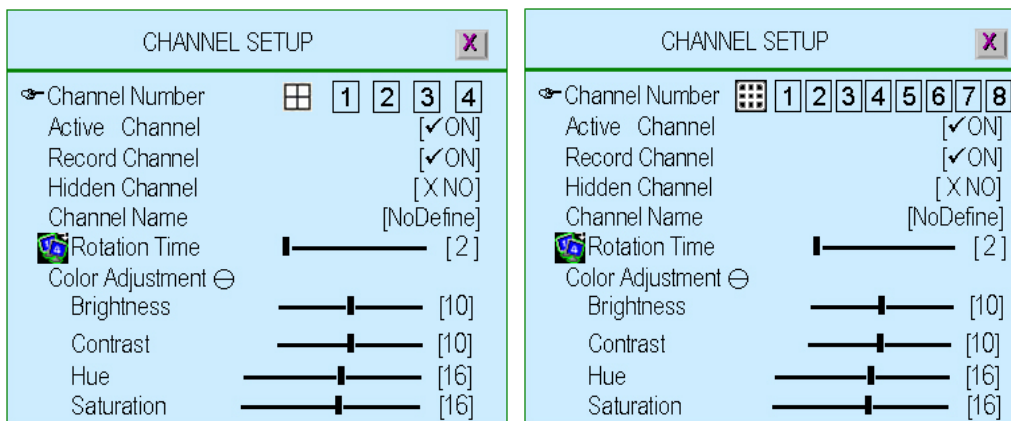 CHANNEL SETUP X
Channel Number 1 2 3 4
Active Channel [✔ON]
Record Channel [✔ON]
Hidden Channel [X NO]
Channel Name [NoDefine]
Rotation Time [2]
Color Adjustment
Brightness [10]
Contrast [10]
Hue [16]
Saturation [16]
CHANNEL SETUP X
Channel Number 1 2 3 4 5 6 7 8
Active Channel [✔ON]
Record Channel [✔ON]
Hidden Channel [X NO]
Channel Name [NoDefine]
Rotation Time [2]
Color Adjustment
Brightness [10]
Contrast [10]
Hue [16]
Saturation [16]